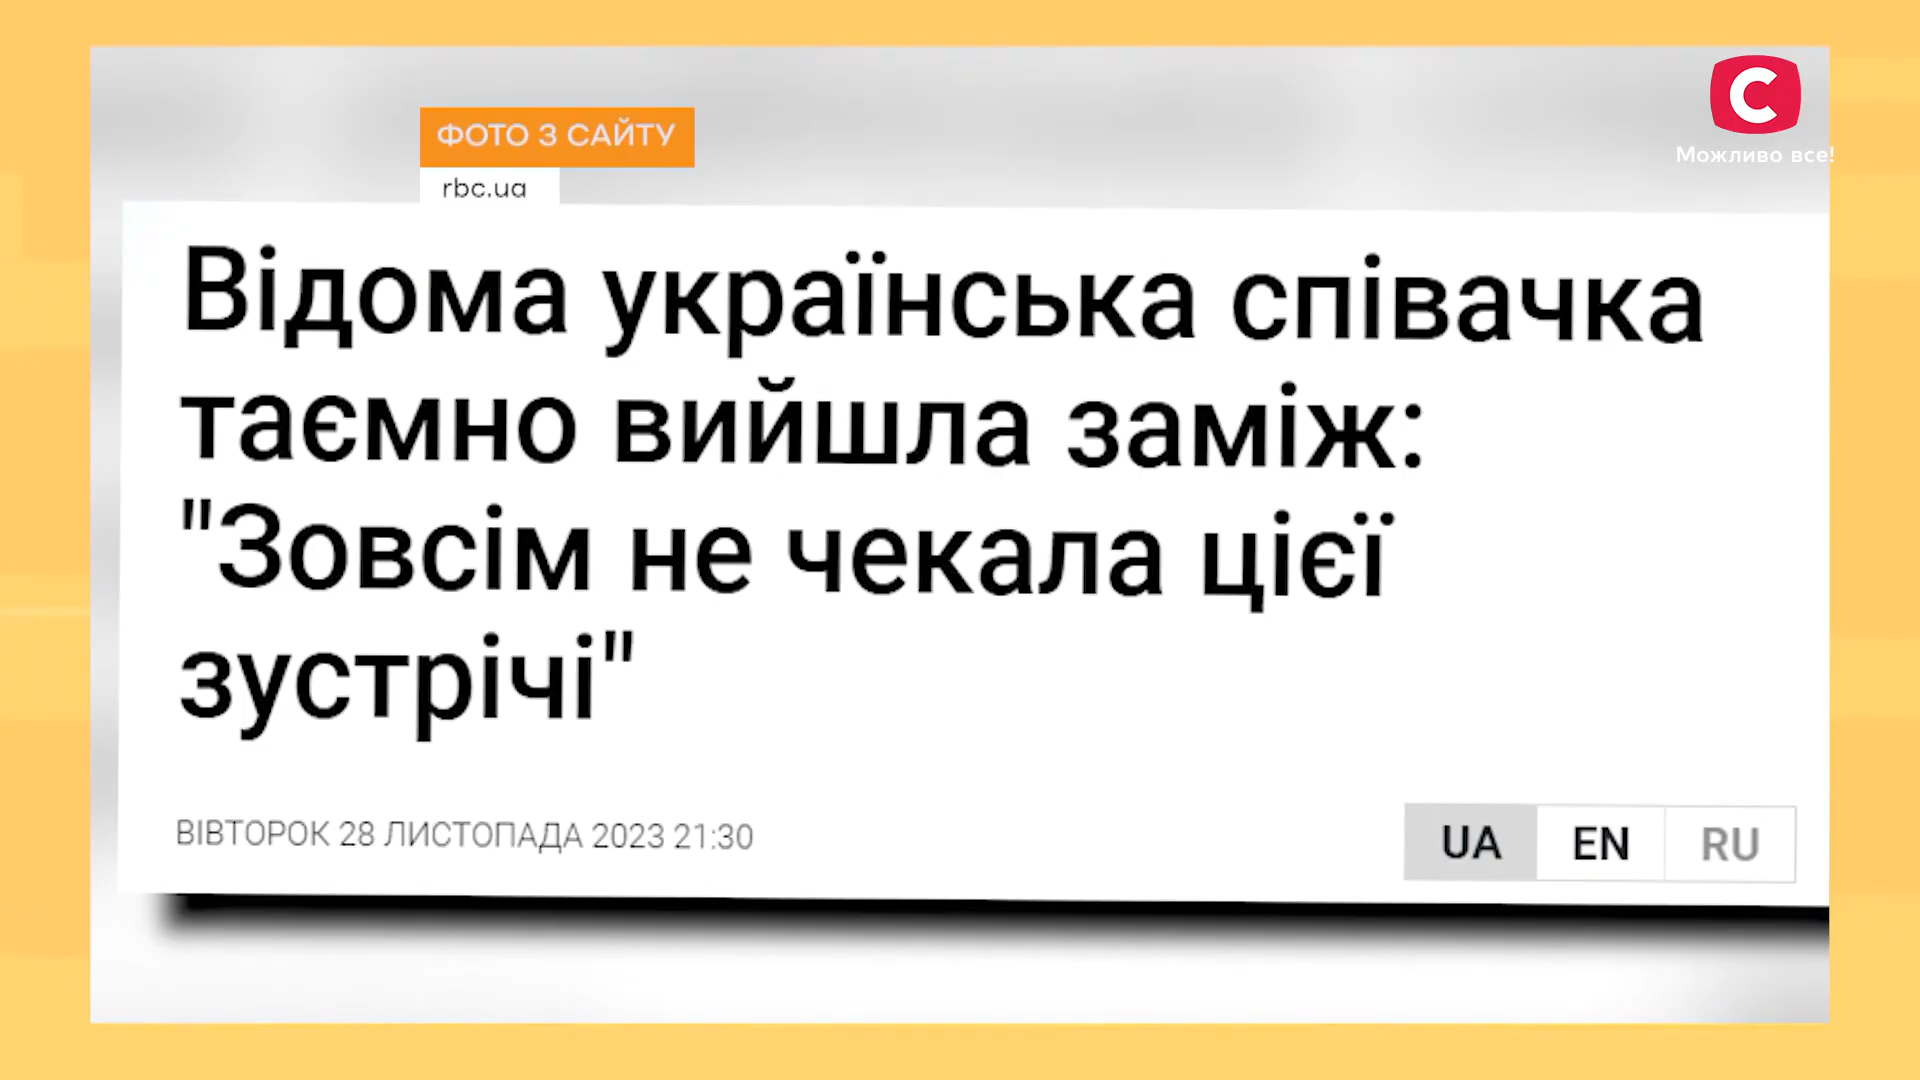 ФОТО З САЙТУ
rbc.ua
Можливо все!
Відома українська співачка
таємно вийшла заміж:
"Зовсім не чекала цієї
зустрічі"
ВІВТОРОК 28 ЛИСТОПАДА 2023 21:30
UA EN RU